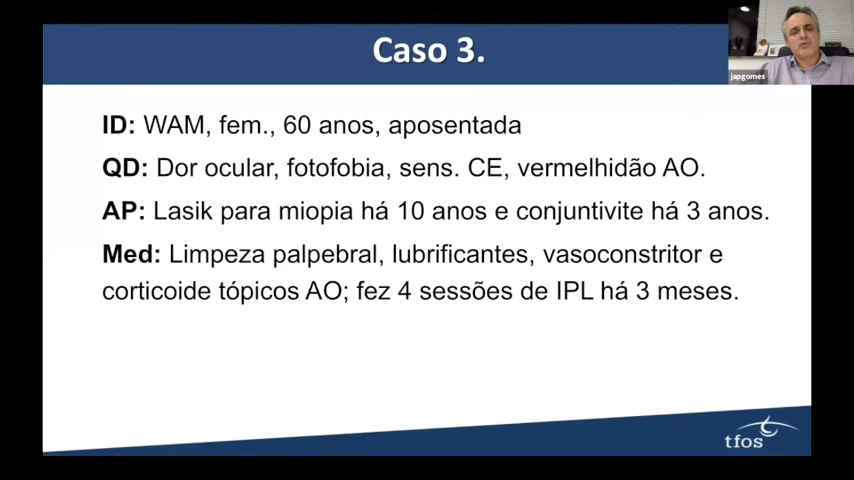 Caso 3.
japgomes
ID: WAM, fem., 60 anos, aposentada
QD: Dor ocular, fotofobia, sens. CE, vermelhidão AO.
AP: Lasik para miopia há 10 anos e conjuntivite há 3 anos.
Med: Limpeza palpebral, lubrificantes, vasoconstritor e
corticoide tópicos AO; fez 4 sessões de IPL há 3 meses.
tfos